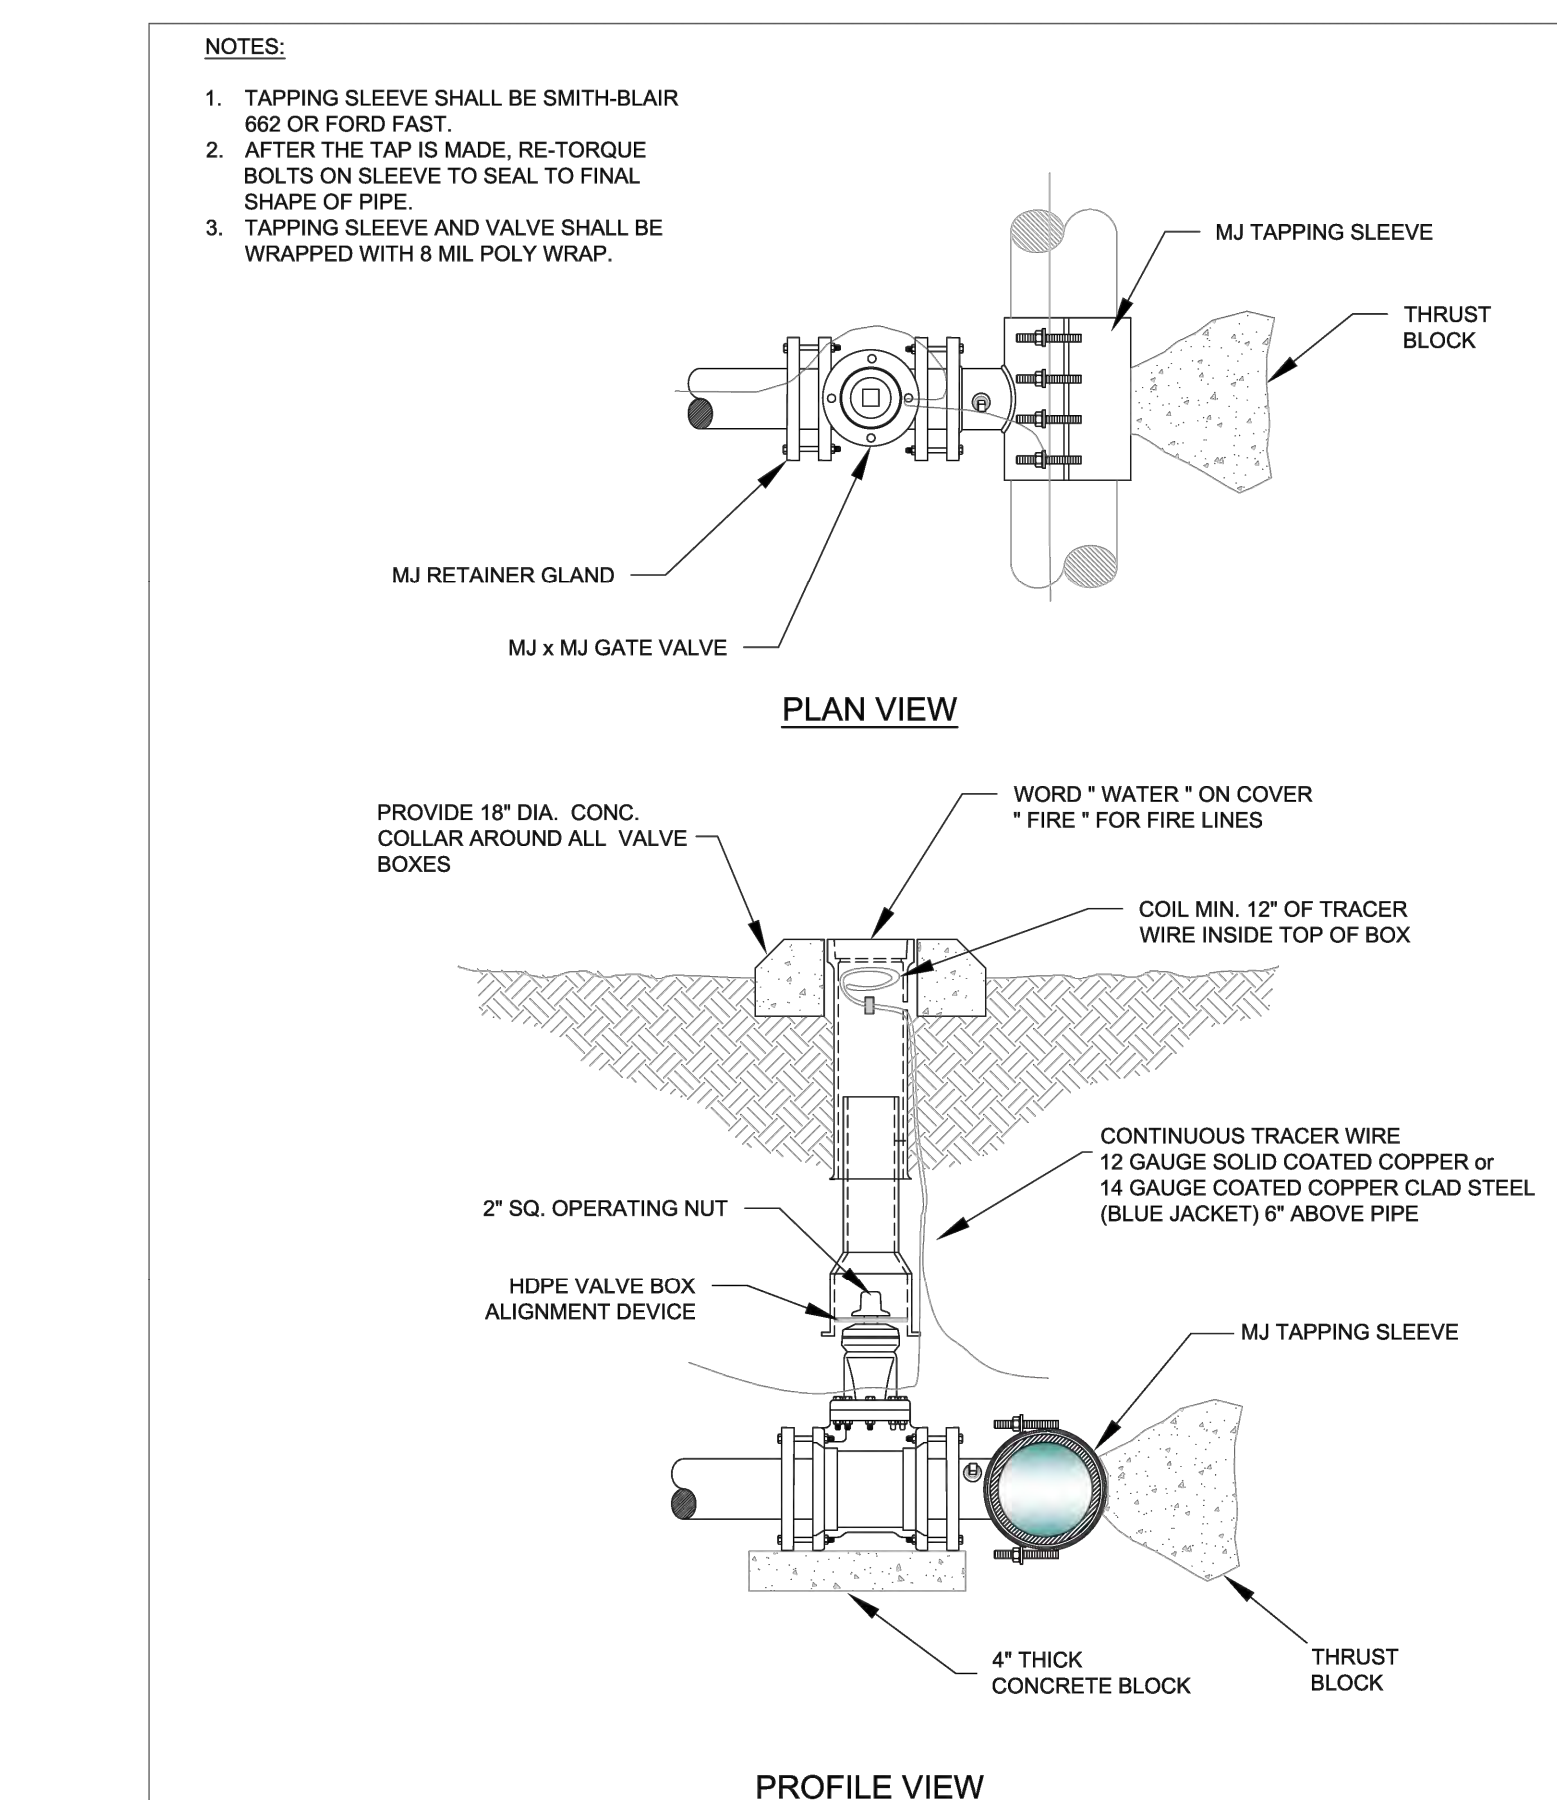 NOTES:
1. TAPPING SLEEVE SHALL BE SMITH-BLAIR
662 OR FORD FAST.
2. AFTER THE TAP IS MADE, RE-TORQUE
BOLTS ON SLEEVE TO SEAL TO FINAL
SHAPE OF PIPE.
3. TAPPING SLEEVE AND VALVE SHALL BE
WRAPPED WITH 8 MIL POLY WRAP.
MJ TAPPING SLEEVE
THRUST
BLOCK
MJ RETAINER GLAND
MJ x MJ GATE VALVE
PLAN VIEW
WORD " WATER " ON COVER
" FIRE " FOR FIRE LINES
PROVIDE 18" DIA. CONC.
COLLAR AROUND ALL VALVE
BOXES
COIL MIN. 12" OF TRACER
WIRE INSIDE TOP OF BOX
CONTINUOUS TRACER WIRE
12 GAUGE SOLID COATED COPPER or
14 GAUGE COATED COPPER CLAD STEEL
(BLUE JACKET) 6" ABOVE PIPE
2" SQ. OPERATING NUT
HDPE VALVE BOX
ALIGNMENT DEVICE
MJ TAPPING SLEEVE
4" THICK
CONCRETE BLOCK
THRUST
BLOCK
PROFILE VIEW